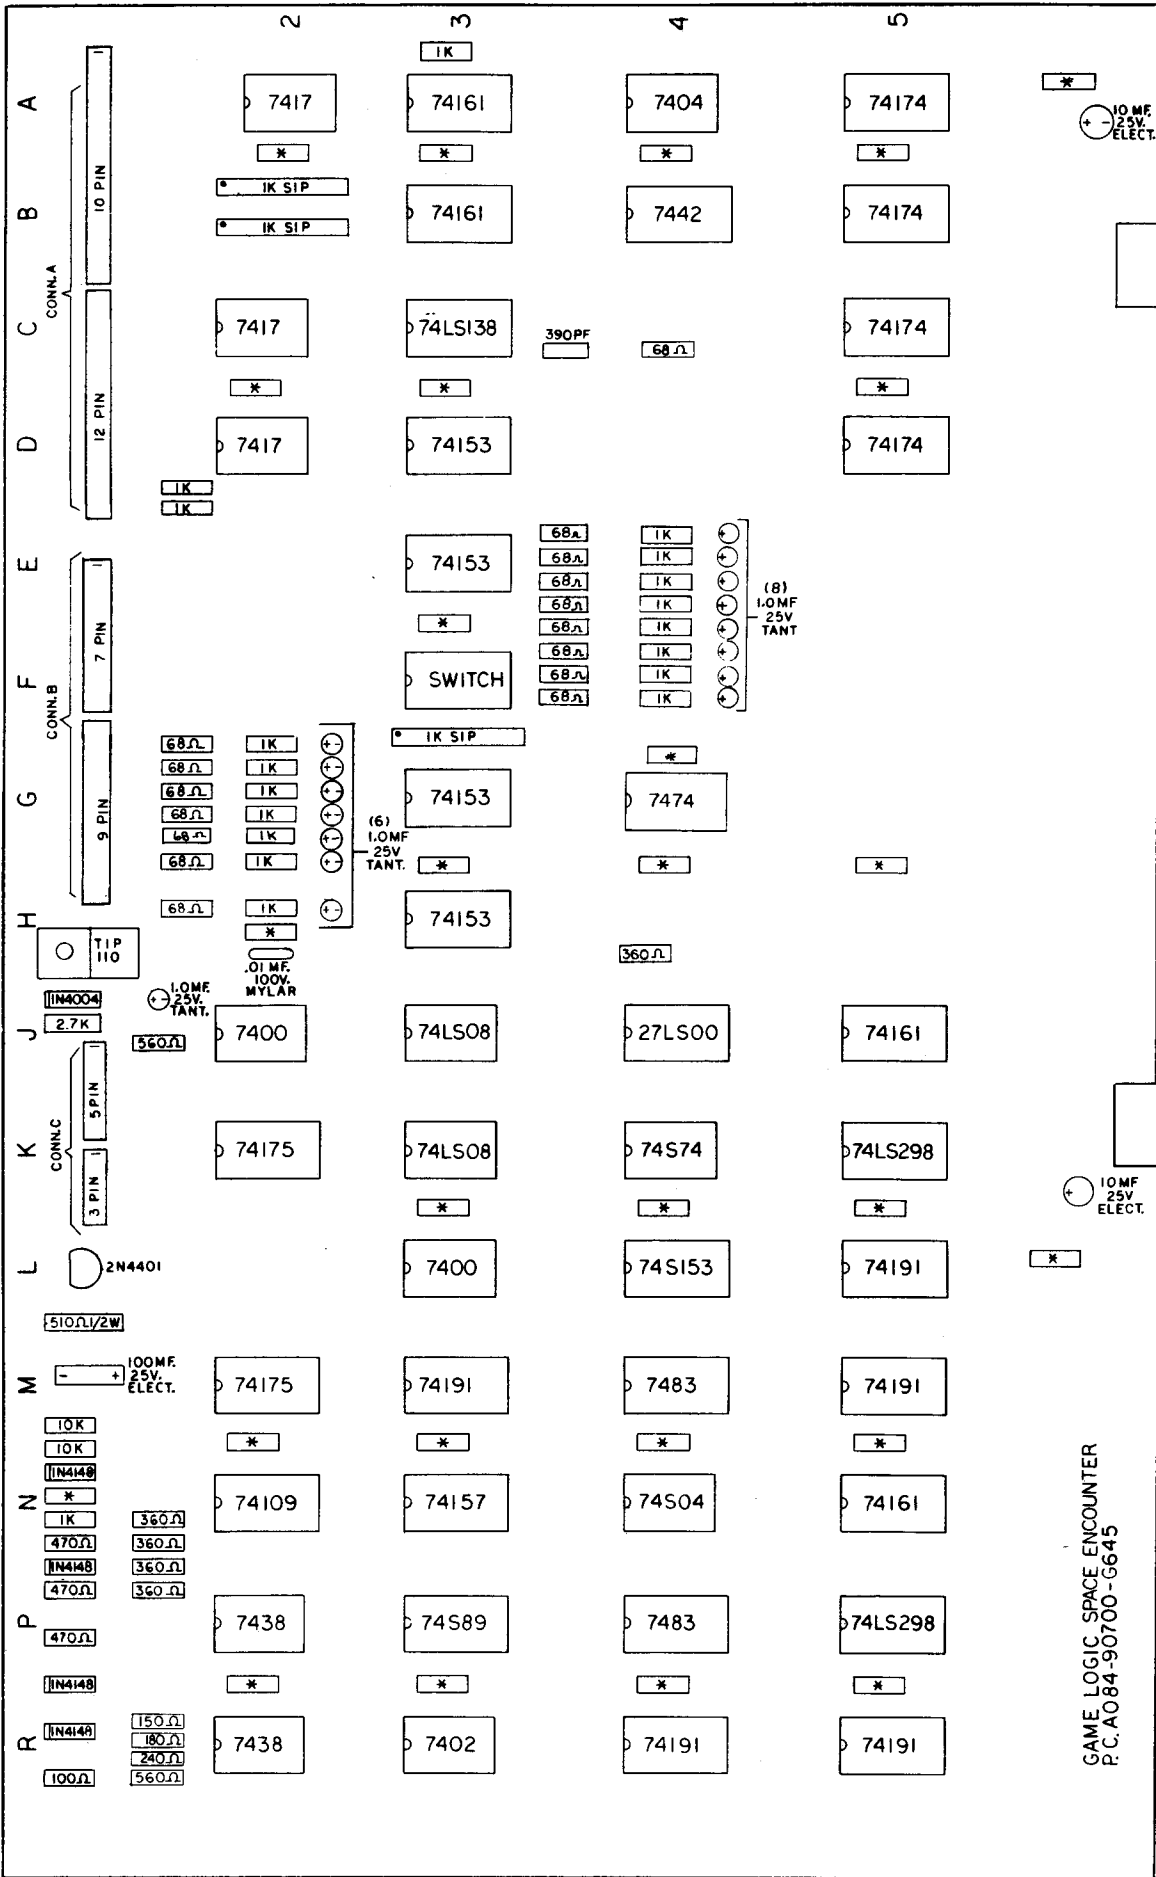 2 3 4 5
1K
A 7417 74161 7404 74174 *
10 MF. 25V. ELECT.
+ -
* * * *
CONN. A
10 PIN
1K SIP
B 74161 7442 74174
1K SIP
C 7417 74LS138 390PF 68Ω 74174
* * *
12 PIN
D 7417 74153 74174
1K
1K
E 74153
68Ω 1K +
68Ω 1K +
68Ω 1K +
68Ω 1K +
68Ω 1K +
68Ω 1K +
68Ω 1K +
68Ω 1K +
(8)
1.0MF
25V
TANT
*
CONN. B
7 PIN
F SWITCH
1K SIP
68Ω 1K + - *
68Ω 1K + -
G 68Ω 1K + - 74153 7474
9 PIN
68Ω 1K + -
68Ω 1K + -
68Ω 1K + - * * *
(6)
1.0MF
25V
TANT.
H 68Ω 1K + - 74153
*
TIP
110
.01 MF.
100V.
MYLAR
360Ω
1N4004
+ -
1.0MF.
25V.
TANT.
2.7K
J 560Ω 7400 74LS08 27LS00 74161
CONN.C
5 PIN
K 74175 74LS08 74S74 74LS298
3 PIN
* * *
+
10MF
25V
ELECT.
L 2N4401 7400 74S153 74191 *
510Ω1/2W
- +
100MF.
25V.
ELECT.
M 74175 74191 7483 74191
10K
10K * * * *
1N4148
N * 74109 74157 74S04 74161
1K 360Ω
470Ω 360Ω
1N4148 360Ω
470Ω 360Ω
P 470Ω 7438 74S89 7483 74LS298
1N4148 * * * *
R 1N4148 150Ω 7438 7402 74191 74191
180Ω
240Ω
100Ω 560Ω
GAME LOGIC SPACE ENCOUNTER
P.C. A084-90700-G645